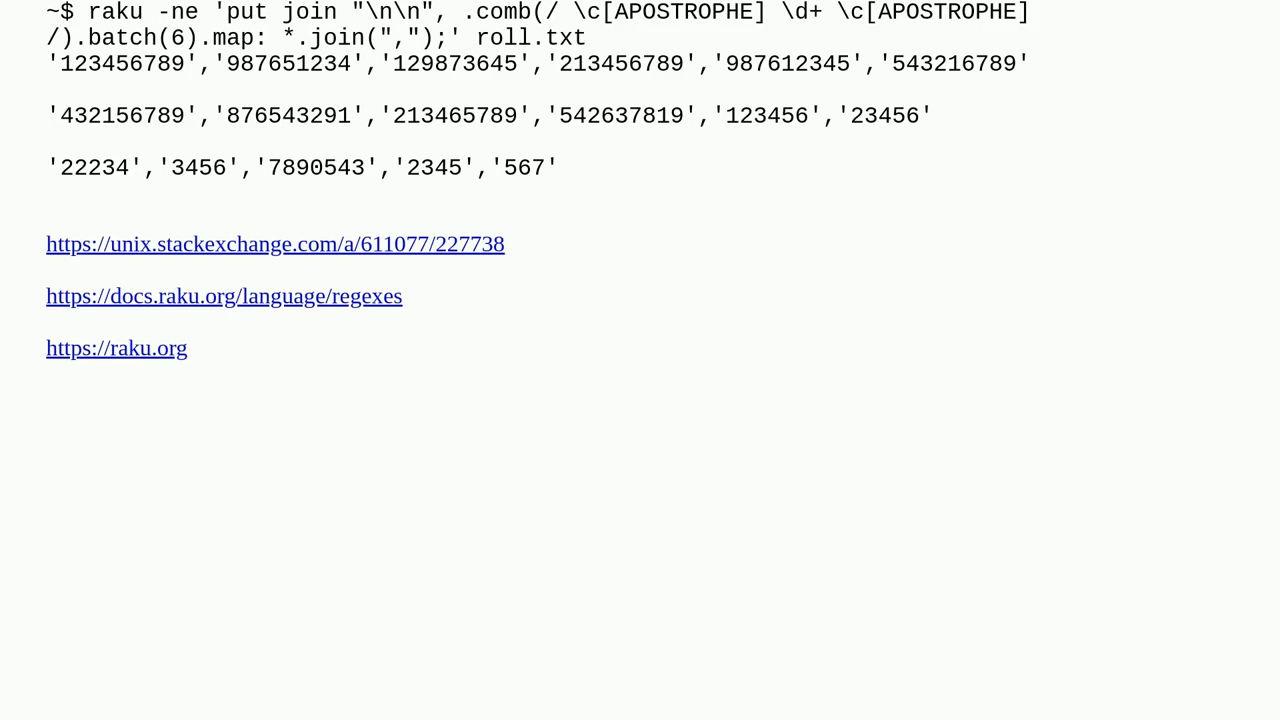 ~$ raku -ne 'put join "\n\n", .comb(/ \c[APOSTROPHE] \d+ \c[APOSTROPHE]
/).batch(6).map: *.join(",");' roll.txt
'123456789','987651234','129873645','213456789','987612345','543216789'
'432156789','876543291','213465789','542637819','123456','23456'
'22234','3456','7890543','2345','567'
https://unix.stackexchange.com/a/611077/227738
https://docs.raku.org/language/regexes
https://raku.org